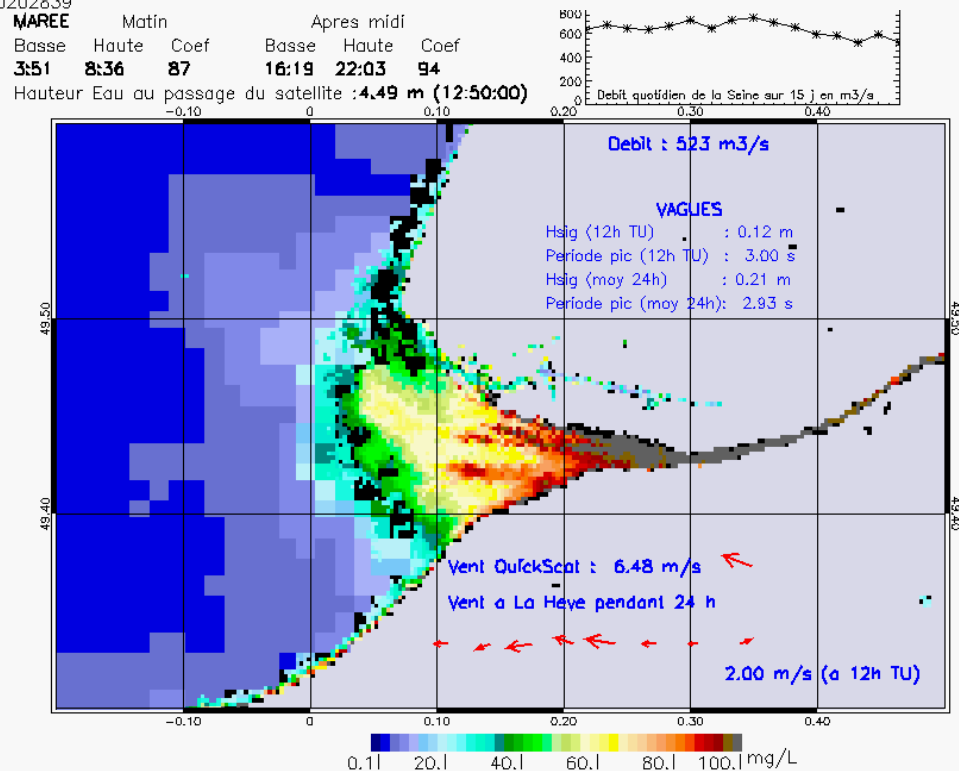 0202839
MAREE Matin Apres midi
Basse Haute Coef Basse Haute Coef
3:51 8:36 87 16:19 22:03 94
Hauteur Eau au passage du satellite :4.49 m (12:50:00)
800
600
400
200
0
Debit quotidien de la Seine sur 15 j en m3/s
-0.10 0 0.10 0.20 0.30 0.40
Debit : 523 m3/s
VAGUES
Hsig (12h TU) : 0.12 m
Periode pic (12h TU) : 3.00 s
Hsig (moy 24h) : 0.21 m
Periode pic (moy 24h): 2.93 s
49.50 49.50
49.40 49.40
Vent QuickScat : 6.48 m/s
Vent a La Heve pendant 24 h
2.00 m/s (a 12h TU)
-0.10 0 0.10 0.20 0.30 0.40
0.1| 20.| 40.| 60.| 80.| 100.| mg/L